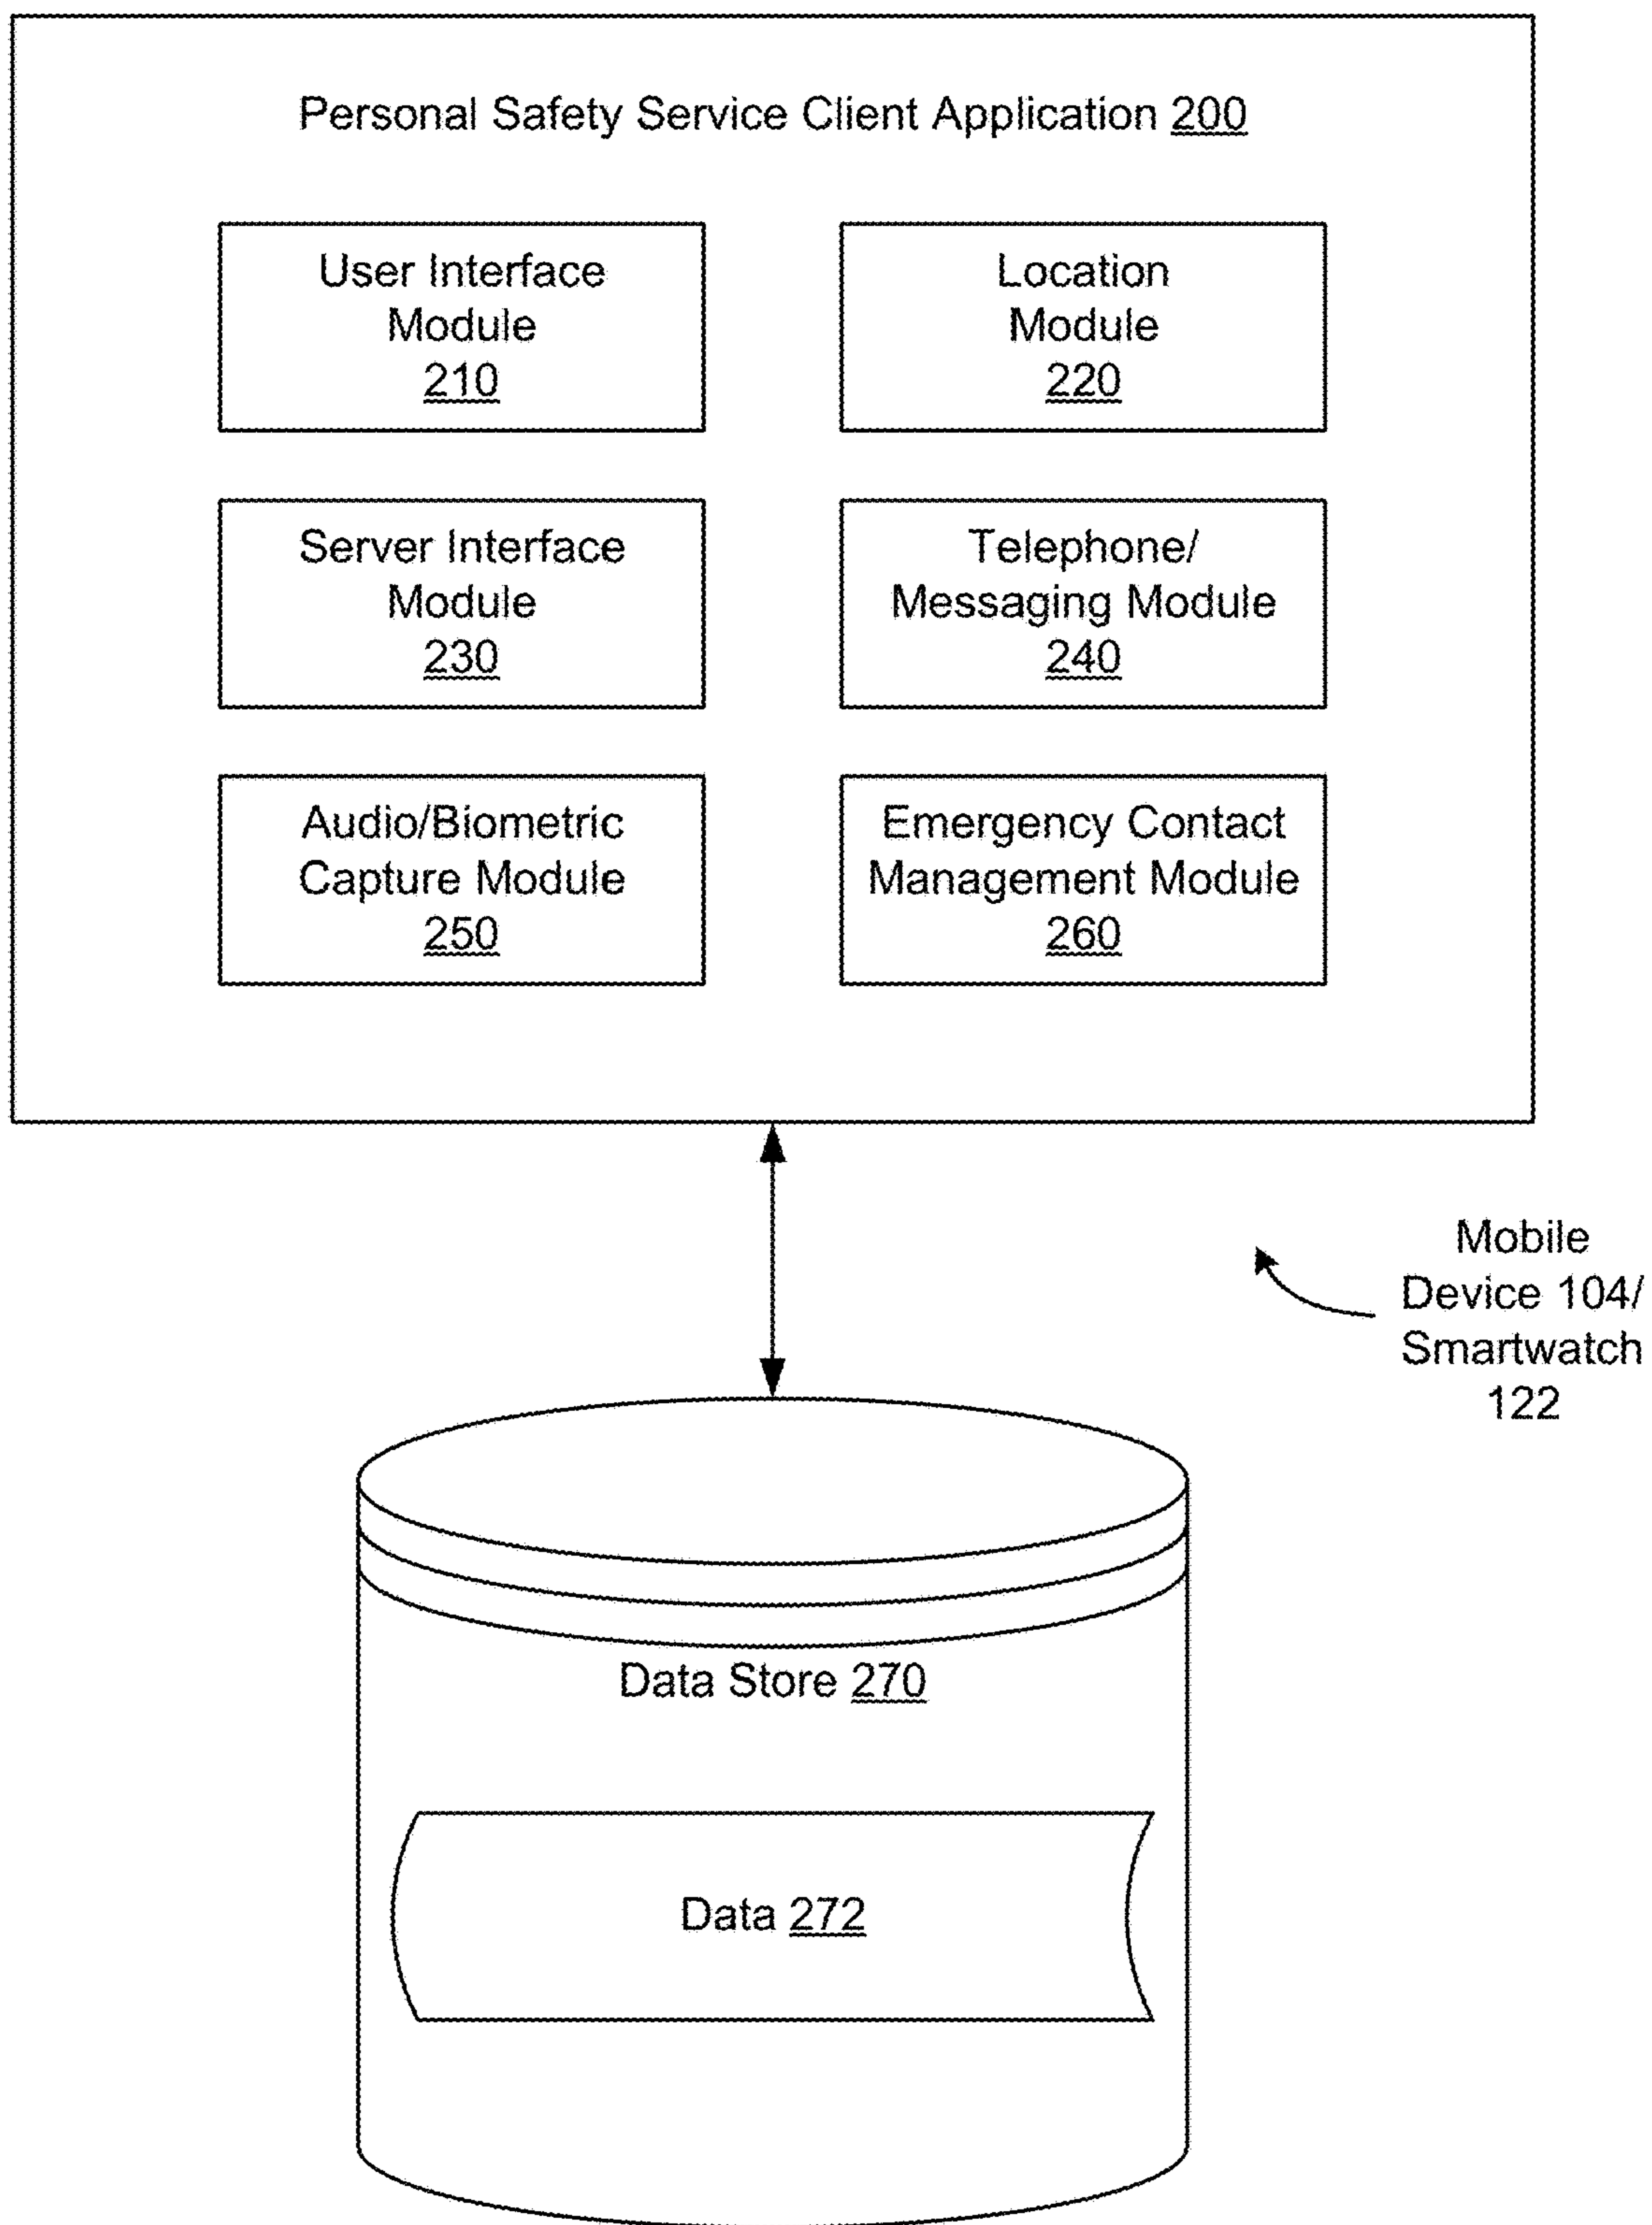 Personal Safety Service Client Application 200
User Interface
Module
210
Location
Module
220
Server Interface
Module
230
Telephone/
Messaging Module
240
Audio/Biometric
Capture Module
250
Emergency Contact
Management Module
260
Mobile
Device 104/
Smartwatch
122
Data Store 270
Data 272